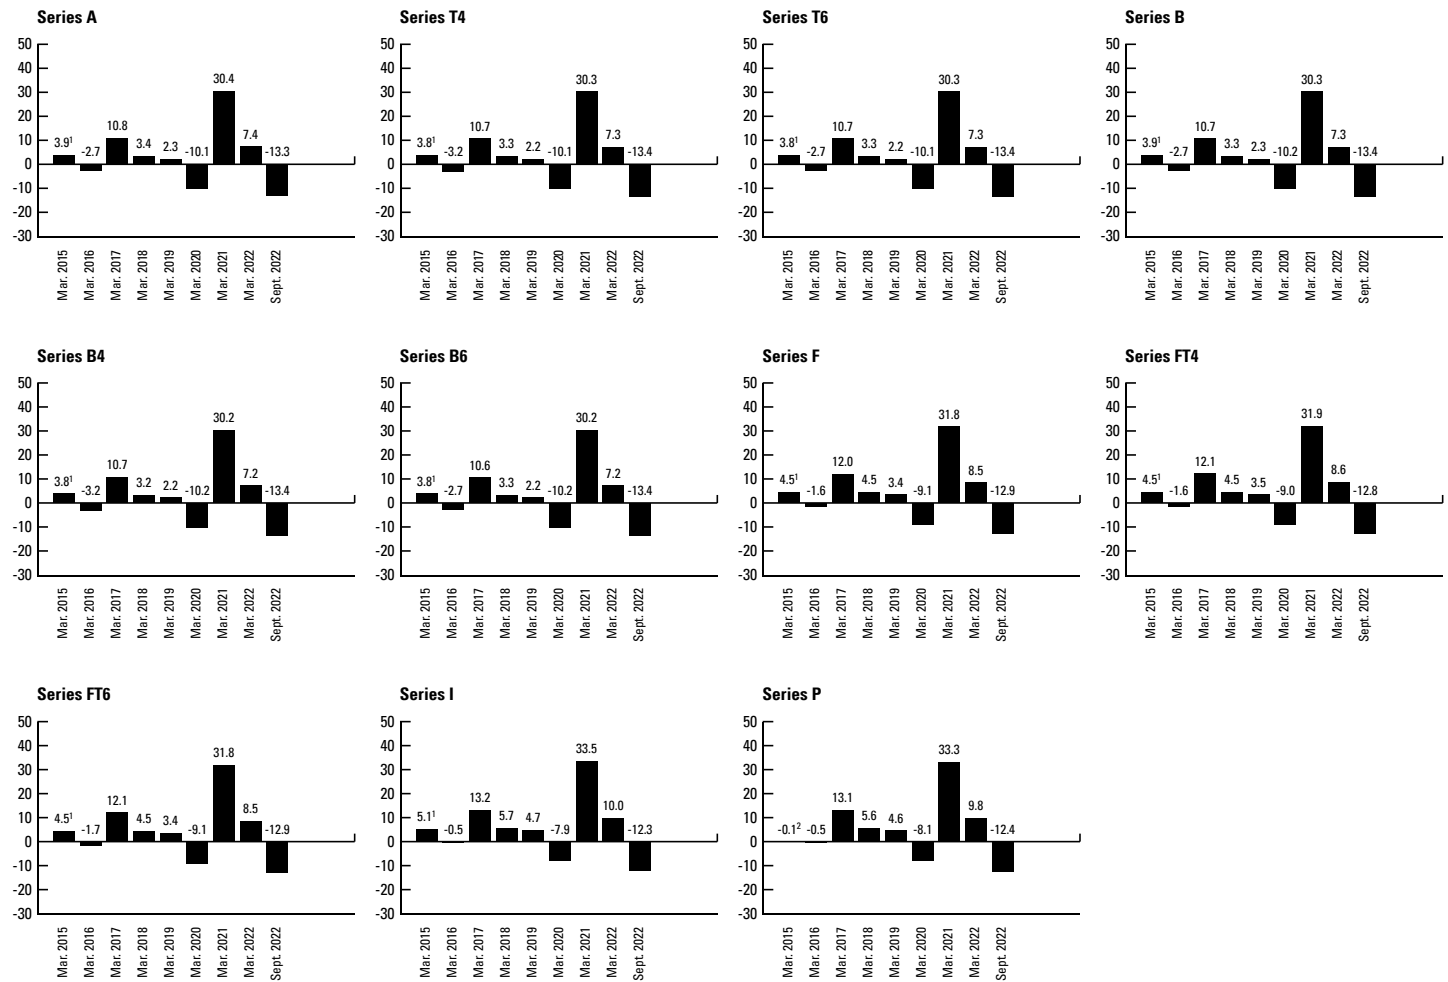 Series A
50
40
30
20
10
0
-10
-20
-30
3.9¹
-2.7
10.8
3.4
2.3
-10.1
30.4
7.4
-13.3
Mar. 2015
Mar. 2016
Mar. 2017
Mar. 2018
Mar. 2019
Mar. 2020
Mar. 2021
Mar. 2022
Sept. 2022
Series T4
50
40
30
20
10
0
-10
-20
-30
3.8¹
-3.2
10.7
3.3
2.2
-10.1
30.3
7.3
-13.4
Mar. 2015
Mar. 2016
Mar. 2017
Mar. 2018
Mar. 2019
Mar. 2020
Mar. 2021
Mar. 2022
Sept. 2022
Series T6
50
40
30
20
10
0
-10
-20
-30
3.8¹
-2.7
10.7
3.3
2.2
-10.1
30.3
7.3
-13.4
Mar. 2015
Mar. 2016
Mar. 2017
Mar. 2018
Mar. 2019
Mar. 2020
Mar. 2021
Mar. 2022
Sept. 2022
Series B
50
40
30
20
10
0
-10
-20
-30
3.9¹
-2.7
10.7
3.3
2.3
-10.2
30.3
7.3
-13.4
Mar. 2015
Mar. 2016
Mar. 2017
Mar. 2018
Mar. 2019
Mar. 2020
Mar. 2021
Mar. 2022
Sept. 2022
Series B4
50
40
30
20
10
0
-10
-20
-30
3.8¹
-3.2
10.7
3.2
2.2
-10.2
30.2
7.2
-13.4
Mar. 2015
Mar. 2016
Mar. 2017
Mar. 2018
Mar. 2019
Mar. 2020
Mar. 2021
Mar. 2022
Sept. 2022
Series B6
50
40
30
20
10
0
-10
-20
-30
3.8¹
-2.7
10.6
3.3
2.2
-10.2
30.2
7.2
-13.4
Mar. 2015
Mar. 2016
Mar. 2017
Mar. 2018
Mar. 2019
Mar. 2020
Mar. 2021
Mar. 2022
Sept. 2022
Series F
50
40
30
20
10
0
-10
-20
-30
4.5¹
-1.6
12.0
4.5
3.4
-9.1
31.8
8.5
-12.9
Mar. 2015
Mar. 2016
Mar. 2017
Mar. 2018
Mar. 2019
Mar. 2020
Mar. 2021
Mar. 2022
Sept. 2022
Series FT4
50
40
30
20
10
0
-10
-20
-30
4.5¹
-1.6
12.1
4.5
3.5
-9.0
31.9
8.6
-12.8
Mar. 2015
Mar. 2016
Mar. 2017
Mar. 2018
Mar. 2019
Mar. 2020
Mar. 2021
Mar. 2022
Sept. 2022
Series FT6
50
40
30
20
10
0
-10
-20
-30
4.5¹
-1.7
12.1
4.5
3.4
-9.1
31.8
8.5
-12.9
Mar. 2015
Mar. 2016
Mar. 2017
Mar. 2018
Mar. 2019
Mar. 2020
Mar. 2021
Mar. 2022
Sept. 2022
Series I
50
40
30
20
10
0
-10
-20
-30
5.1¹
-0.5
13.2
5.7
4.7
-7.9
33.5
10.0
-12.3
Mar. 2015
Mar. 2016
Mar. 2017
Mar. 2018
Mar. 2019
Mar. 2020
Mar. 2021
Mar. 2022
Sept. 2022
Series P
50
40
30
20
10
0
-10
-20
-30
-0.1²
-0.5
13.1
5.6
4.6
-8.1
33.3
9.8
-12.4
Mar. 2015
Mar. 2016
Mar. 2017
Mar. 2018
Mar. 2019
Mar. 2020
Mar. 2021
Mar. 2022
Sept. 2022